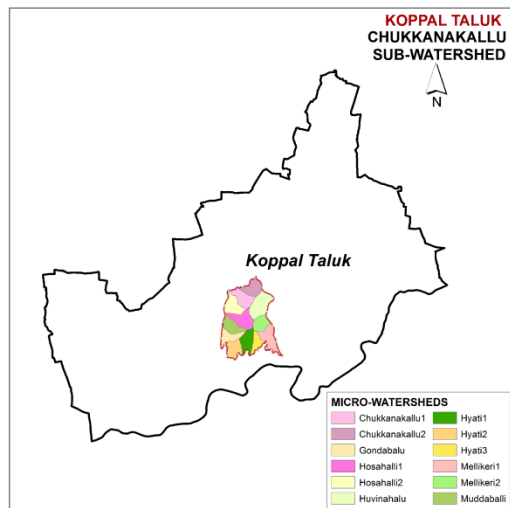 KOPPAL TALUK
CHUKKANAKALLU
SUB-WATERSHED
N
Koppal Taluk
MICRO-WATERSHEDS
Chukkanakallu1
Chukkanakallu2
Gondabalu
Hosahalli1
Hosahalli2
Huvinahalu
Hyati1
Hyati2
Hyati3
Mellikeri1
Mellikeri2
Muddaballi